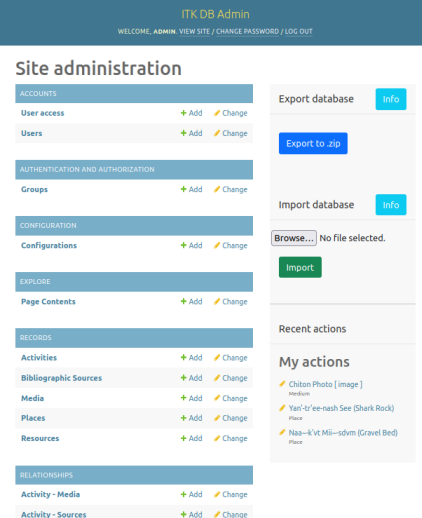 ITK DB Admin
WELCOME, ADMIN. VIEW SITE / CHANGE PASSWORD / LOG OUT
Site administration
ACCOUNTS
User access + Add Change
Users + Add Change
AUTHENTICATION AND AUTHORIZATION
Groups + Add Change
CONFIGURATION
Configurations + Add Change
EXPLORE
Page Contents + Add Change
RECORDS
Activities + Add Change
Bibliographic Sources + Add Change
Media + Add Change
Places + Add Change
Resources + Add Change
RELATIONSHIPS
Activity - Media + Add Change
Activity - Sources + Add Change
Export database Info
Export to .zip
Import database Info
Browse... No file selected.
Import
Recent actions
My actions
Chiton Photo [ image ]
Medium
Yan'-tr'ee-nash See (Shark Rock)
Place
Naa~-k'vt Mii~-sdvm (Gravel Bed)
Place